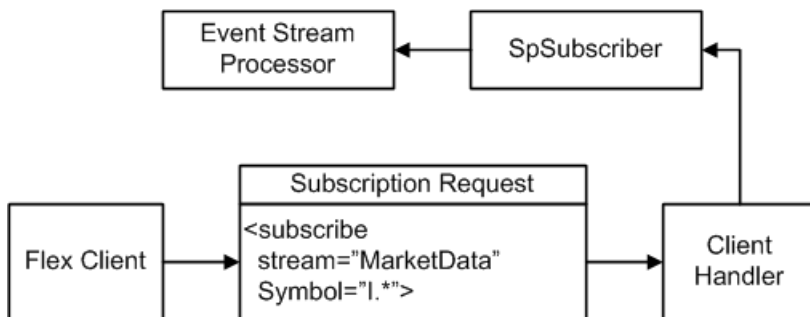 Event Stream
Processor
SpSubscriber
Subscription Request
Flex Client
<subscribe
stream=”MarketData”
Symbol=”I.*”>
Client
Handler